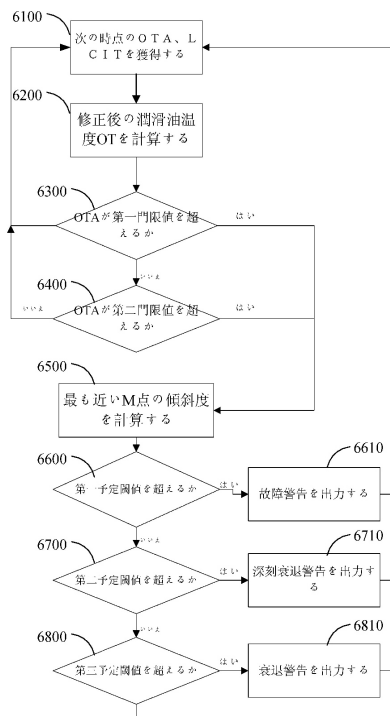 6100
次の時点のＯＴＡ、Ｌ
ＣＩＴを獲得する
6200
修正後の潤滑油温
度OTを計算する
6300
OTAが第一門限値を超
えるか
はい
いいえ
6400
OTAが第二門限値を超
えるか
いいえ
はい
6500
最も近いM点の傾斜度
を計算する
6600
第一予定閾値を超えるか
はい
6610
故障警告を出力する
いいえ
6700
第二予定閾値を超えるか
はい
6710
深刻衰退警告を出力す
る
いいえ
6800
第三予定閾値を超えるか
はい
6810
衰退警告を出力する